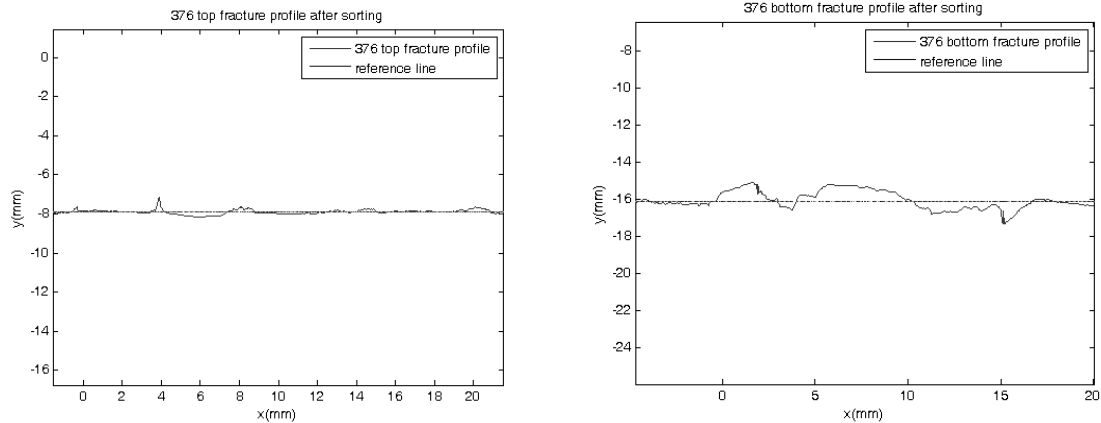 376 top fracture profile after sorting
376 top fracture profile
reference line
0
-2
-4
-6
-8
-10
-12
-14
-16
y(mm)
0 2 4 6 8 10 12 14 16 18 20
x(mm)
376 bottom fracture profile after sorting
376 bottom fracture profile
reference line
-8
-10
-12
-14
-16
-18
-20
-22
-24
y(mm)
0 5 10 15 20
x(mm)